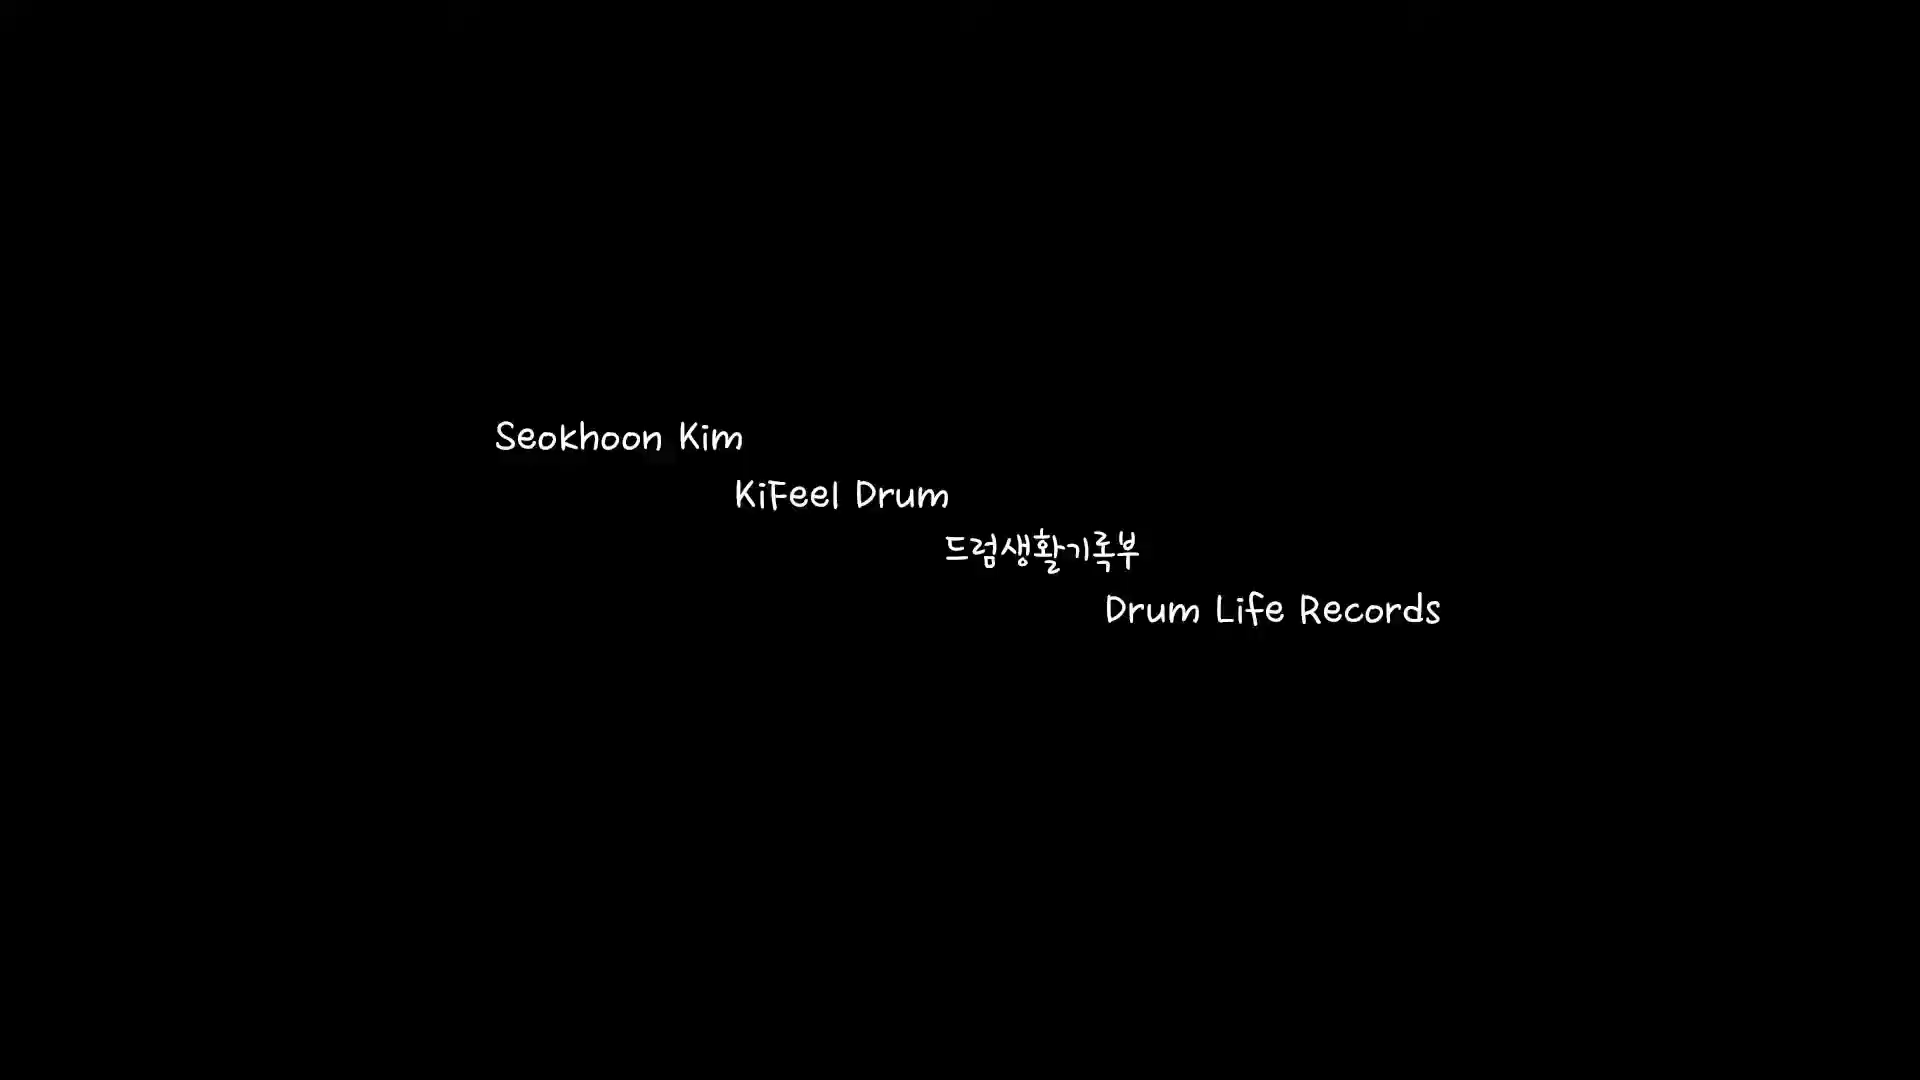 Seokhoon Kim
KiFeel Drum
드럼생활기록부
Drum Life Records